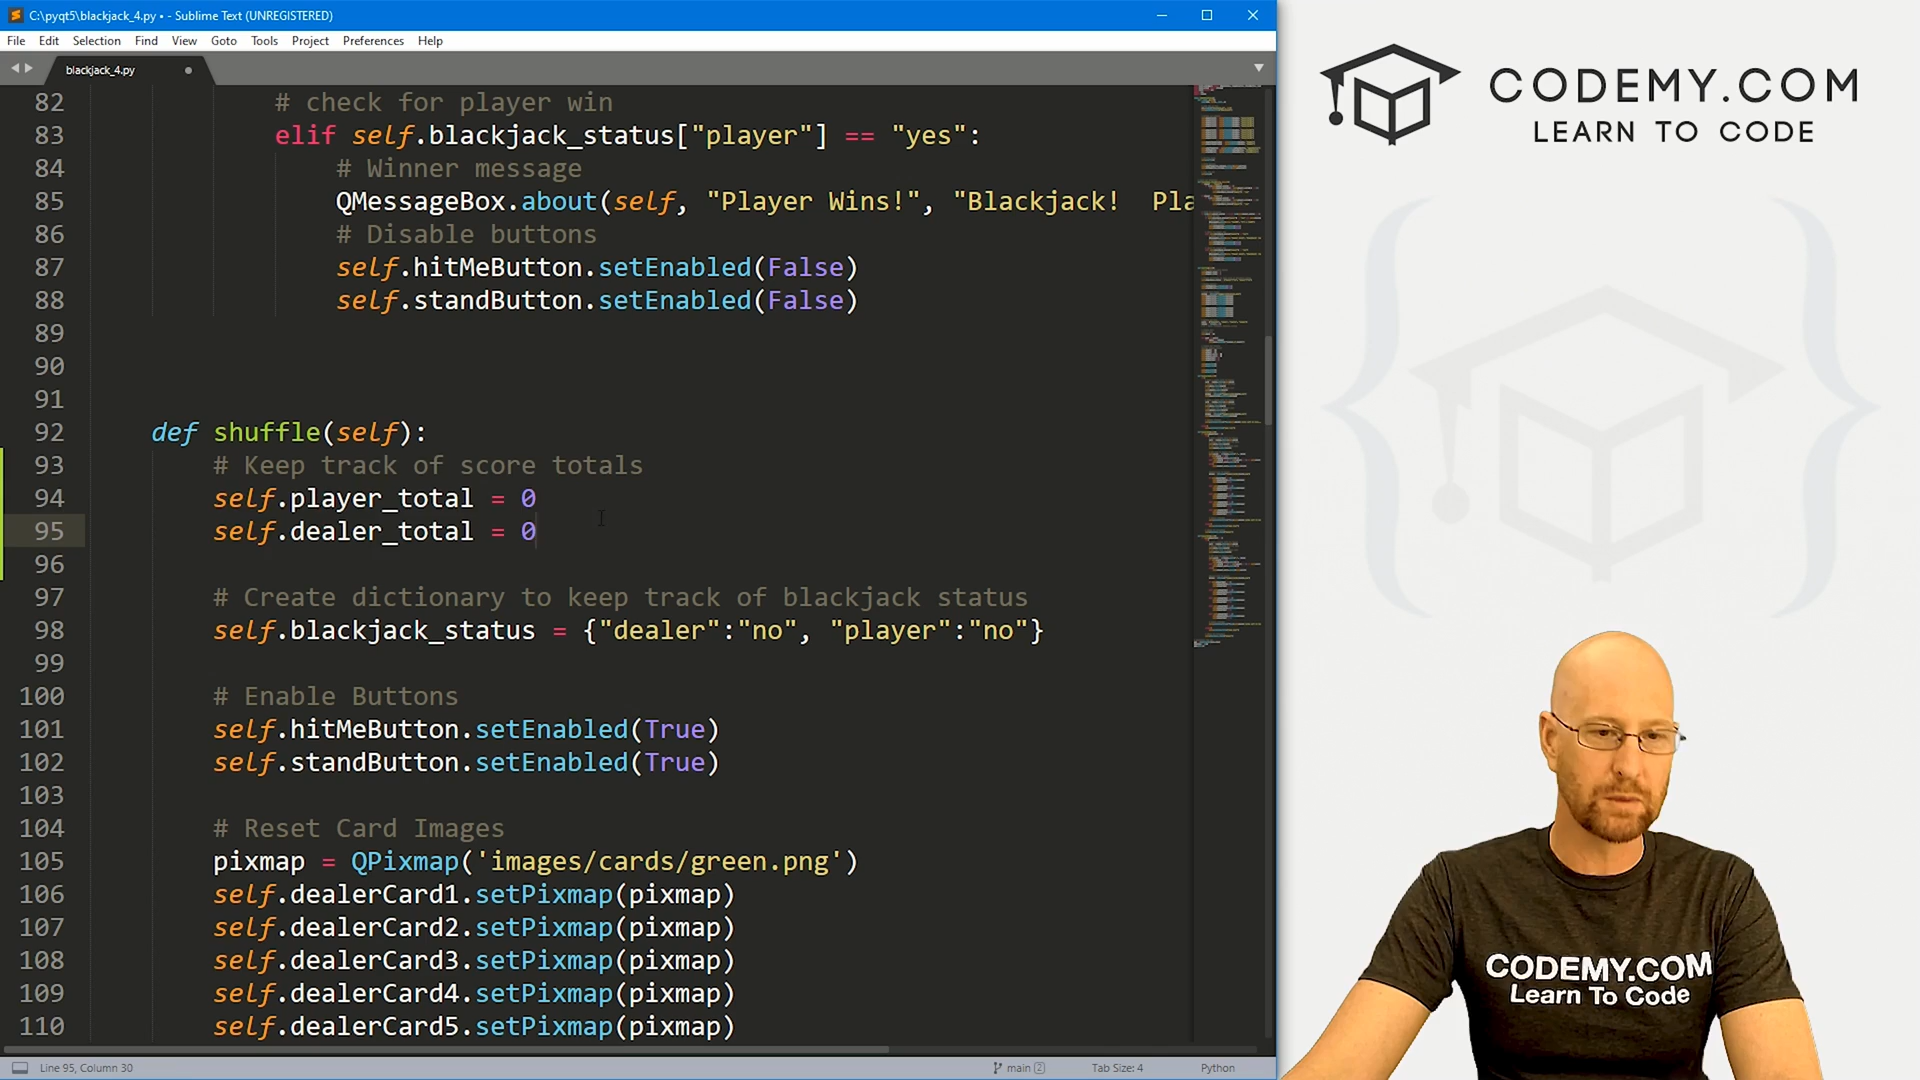 C:\pyqt5\blackjack_4.py • - Sublime Text (UNREGISTERED)
File Edit Selection Find View Goto Tools Project Preferences Help
blackjack_4.py
82 # check for player win
83 elif self.blackjack_status["player"] == "yes":
84 # Winner message
85 QMessageBox.about(self, "Player Wins!", "Blackjack!  Pla
86 # Disable buttons
87 self.hitMeButton.setEnabled(False)
88 self.standButton.setEnabled(False)
89
90
91
92 def shuffle(self):
93 # Keep track of score totals
94 self.player_total = 0
95 self.dealer_total = 0
96
97 # Create dictionary to keep track of blackjack status
98 self.blackjack_status = {"dealer":"no", "player":"no"}
99
100 # Enable Buttons
101 self.hitMeButton.setEnabled(True)
102 self.standButton.setEnabled(True)
103
104 # Reset Card Images
105 pixmap = QPixmap('images/cards/green.png')
106 self.dealerCard1.setPixmap(pixmap)
107 self.dealerCard2.setPixmap(pixmap)
108 self.dealerCard3.setPixmap(pixmap)
109 self.dealerCard4.setPixmap(pixmap)
110 self.dealerCard5.setPixmap(pixmap)
Line 95, Column 30 main 2 Tab Size: 4 Python
CODEMY.COM
LEARN TO CODE
CODEMY.COM
Learn To Code